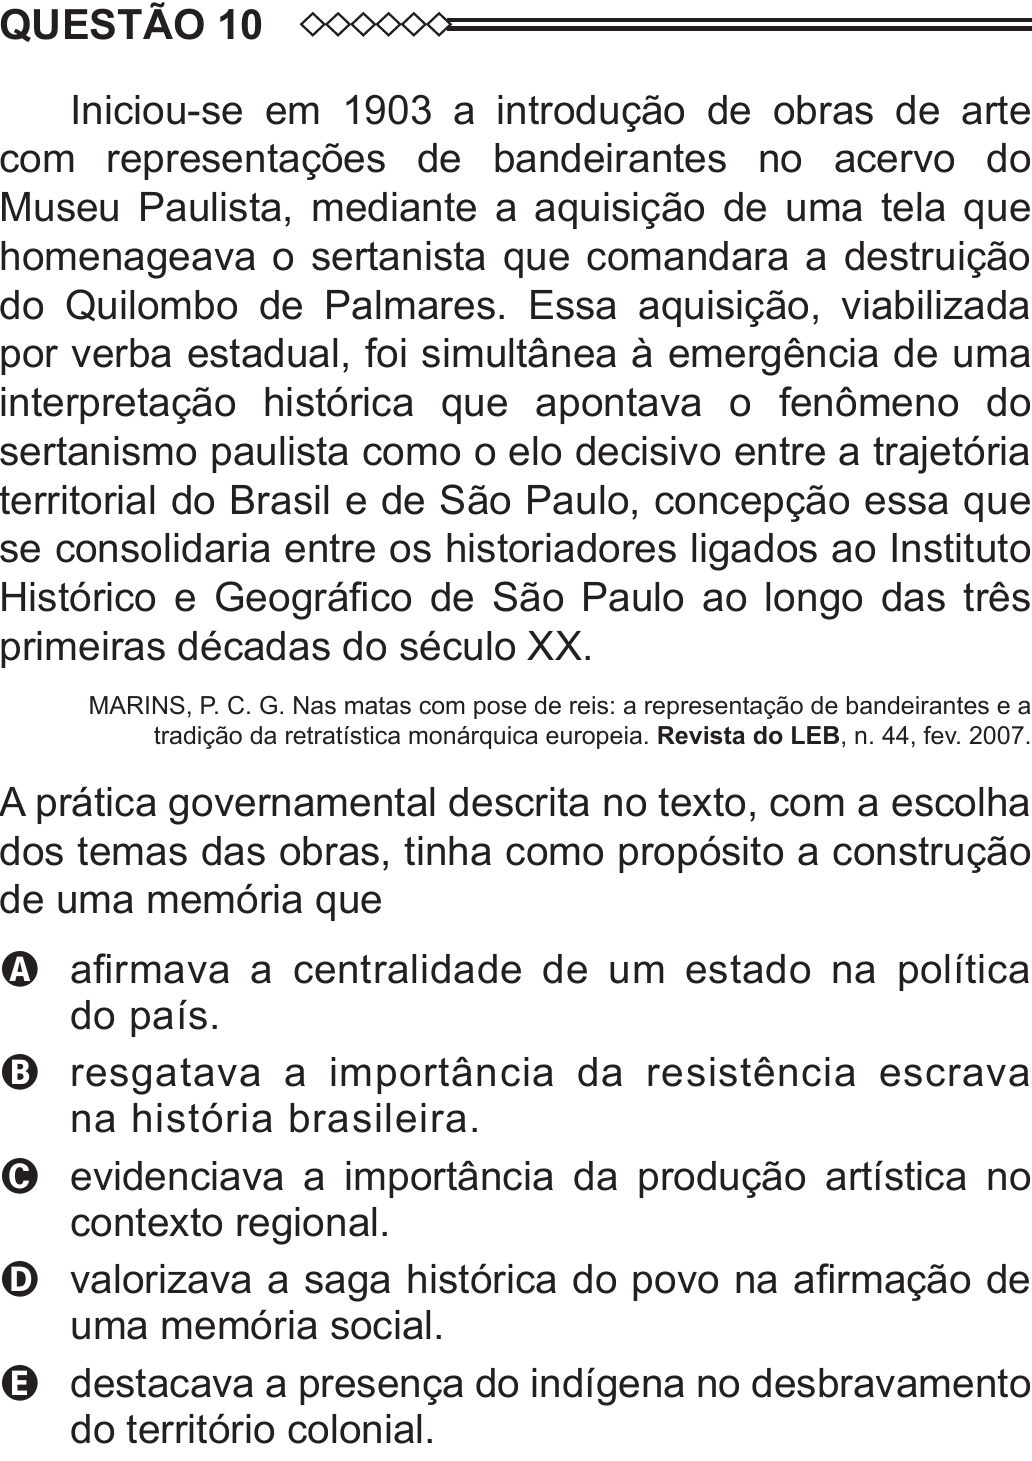 QUESTÃO 10
Iniciou-se em 1903 a introdução de obras de arte
com representações de bandeirantes no acervo do
Museu Paulista, mediante a aquisição de uma tela que
homenageava o sertanista que comandara a destruição
do Quilombo de Palmares. Essa aquisição, viabilizada
por verba estadual, foi simultânea à emergência de uma
interpretação histórica que apontava o fenômeno do
sertanismo paulista como o elo decisivo entre a trajetória
territorial do Brasil e de São Paulo, concepção essa que
se consolidaria entre os historiadores ligados ao Instituto
Histórico e Geográfico de São Paulo ao longo das três
primeiras décadas do século XX.
MARINS, P. C. G. Nas matas com pose de reis: a representação de bandeirantes e a
tradição da retratística monárquica europeia. Revista do LEB, n. 44, fev. 2007.
A prática governamental descrita no texto, com a escolha
dos temas das obras, tinha como propósito a construção
de uma memória que
A afirmava a centralidade de um estado na política
do país.
B resgatava a importância da resistência escrava
na história brasileira.
C evidenciava a importância da produção artística no
contexto regional.
D valorizava a saga histórica do povo na afirmação de
uma memória social.
E destacava a presença do indígena no desbravamento
do território colonial.